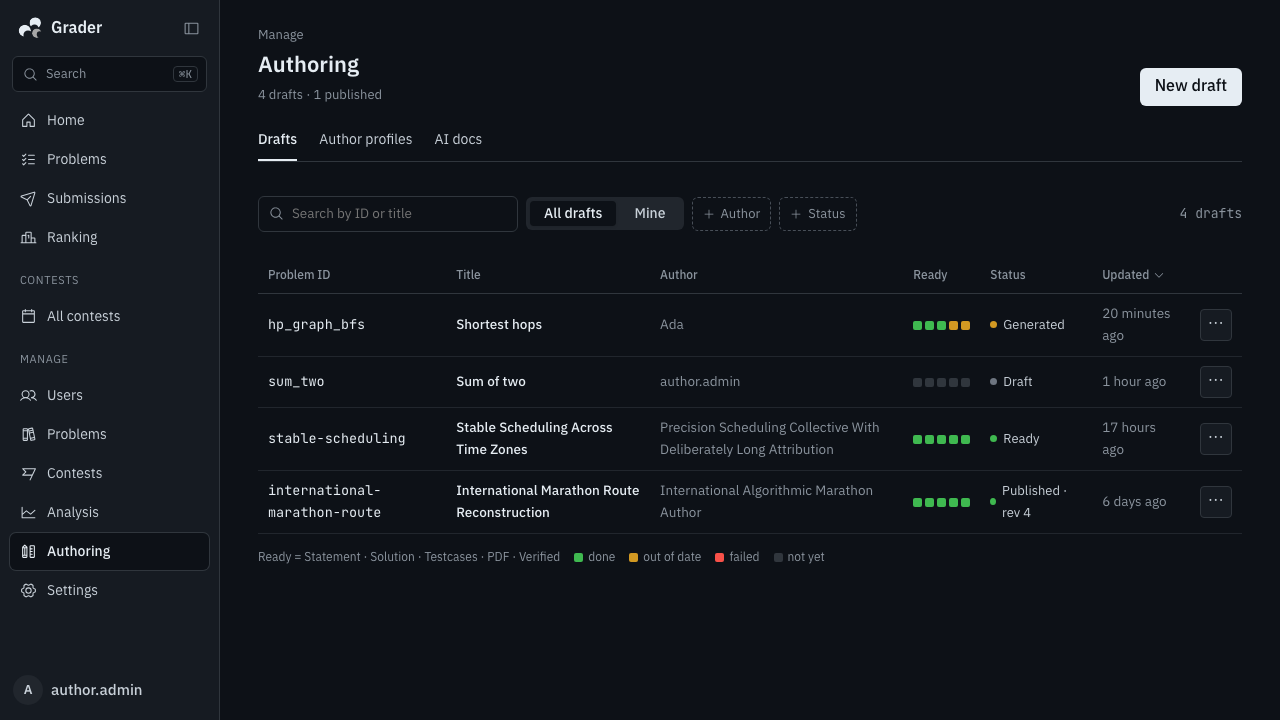 Grader
Search ⌘K
Home
Problems
Submissions
Ranking
CONTESTS
All contests
MANAGE
Users
Problems
Contests
Analysis
Authoring
Settings
A author.admin
Manage
Authoring
4 drafts · 1 published
New draft
Drafts Author profiles AI docs
Search by ID or title All drafts Mine + Author + Status 4 drafts
Problem ID Title Author Ready Status Updated
hp_graph_bfs Shortest hops Ada Generated 20 minutes
ago
sum_two Sum of two author.admin Draft 1 hour ago
stable-scheduling Stable Scheduling Across Precision Scheduling Collective With Ready 17 hours
Time Zones Deliberately Long Attribution ago
international- International Marathon Route International Algorithmic Marathon Published · 6 days ago
marathon-route Reconstruction Author rev 4
Ready = Statement · Solution · Testcases · PDF · Verified done out of date failed not yet